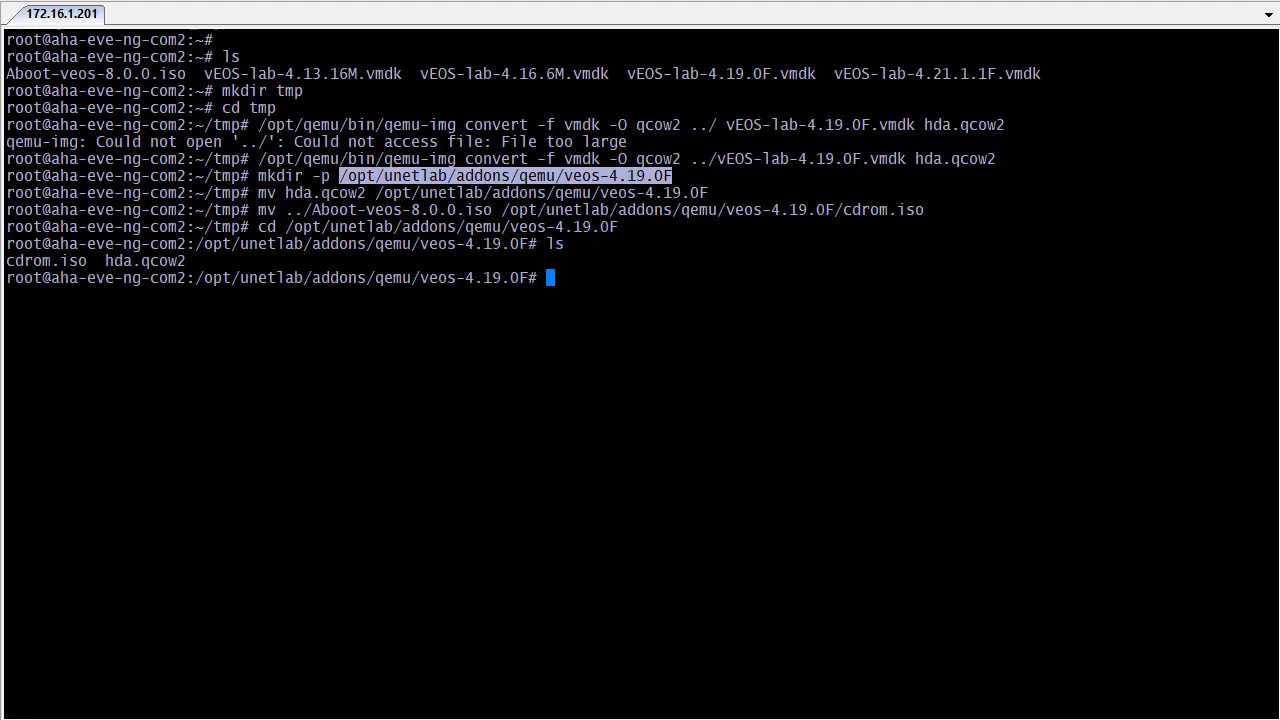 172.16.1.201
root@aha-eve-ng-com2:~#
root@aha-eve-ng-com2:~# ls
Aboot-veos-8.0.0.iso  vEOS-lab-4.13.16M.vmdk  vEOS-lab-4.16.6M.vmdk  vEOS-lab-4.19.0F.vmdk  vEOS-lab-4.21.1.1F.vmdk
root@aha-eve-ng-com2:~# mkdir tmp
root@aha-eve-ng-com2:~# cd tmp
root@aha-eve-ng-com2:~/tmp# /opt/qemu/bin/qemu-img convert -f vmdk -O qcow2 ../ vEOS-lab-4.19.0F.vmdk hda.qcow2
qemu-img: Could not open '../': Could not access file: File too large
root@aha-eve-ng-com2:~/tmp# /opt/qemu/bin/qemu-img convert -f vmdk -O qcow2 ../vEOS-lab-4.19.0F.vmdk hda.qcow2
root@aha-eve-ng-com2:~/tmp# mkdir -p /opt/unetlab/addons/qemu/veos-4.19.0F
root@aha-eve-ng-com2:~/tmp# mv hda.qcow2 /opt/unetlab/addons/qemu/veos-4.19.0F
root@aha-eve-ng-com2:~/tmp# mv ../Aboot-veos-8.0.0.iso /opt/unetlab/addons/qemu/veos-4.19.0F/cdrom.iso
root@aha-eve-ng-com2:~/tmp# cd /opt/unetlab/addons/qemu/veos-4.19.0F
root@aha-eve-ng-com2:/opt/unetlab/addons/qemu/veos-4.19.0F# ls
cdrom.iso  hda.qcow2
root@aha-eve-ng-com2:/opt/unetlab/addons/qemu/veos-4.19.0F#